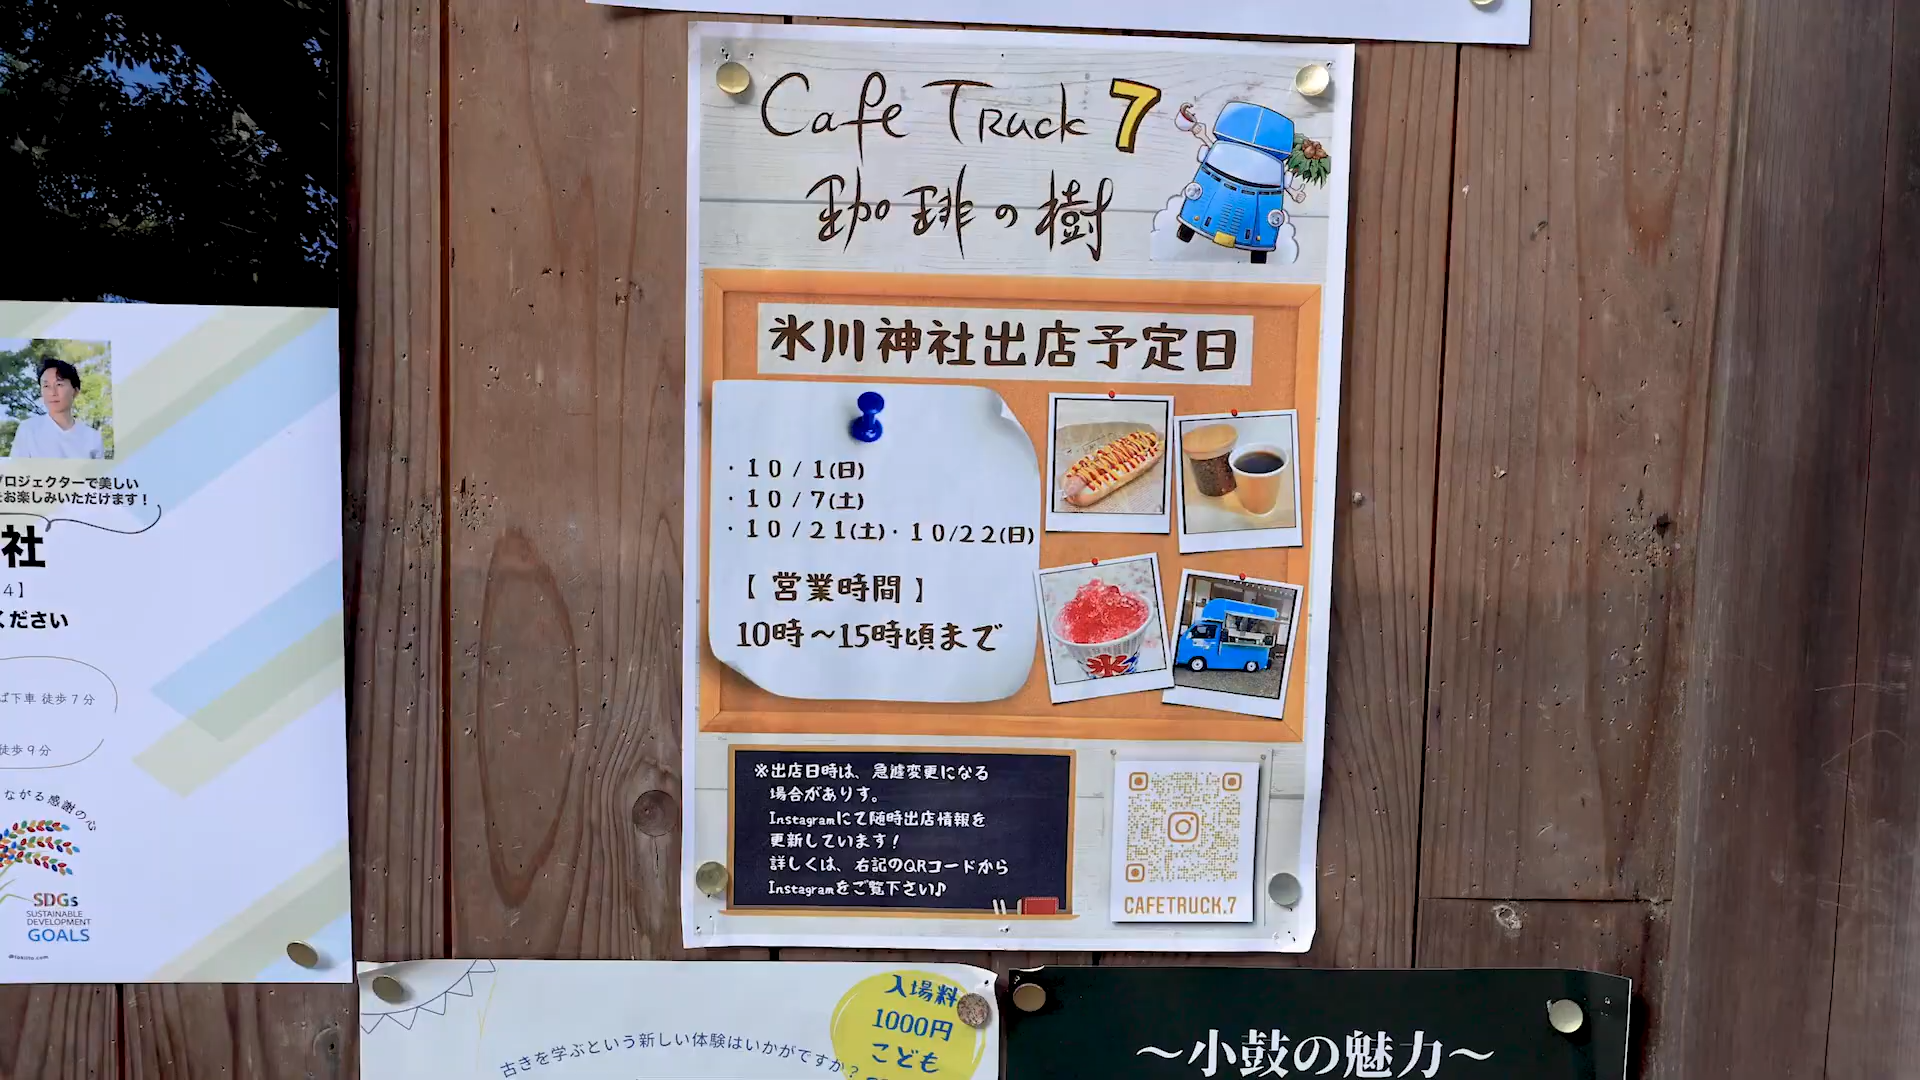 Cafe Truck 7
珈琲の樹
氷川神社出店予定日
・10/1(日)
・10/7(土)
・10/21(土)・10/22(日)
【営業時間】
10時～15時頃まで
氷
※出店日時は、急遽変更になる
場合がありす。
Instagramにて随時出店情報を
更新しています！
詳しくは、右記のQRコードから
Instagramをご覧下さい♪
CAFETRUCK.7
プロジェクターで美しい
お楽しみいただけます！
社
4】
ください
ば下車 徒歩7分
徒歩9分
ながる感謝の心
SDGs
SUSTAINABLE
DEVELOPMENT
GOALS
古きを学ぶという新しい体験はいかがですか？
入場料
1000円
こども
～小鼓の魅力～